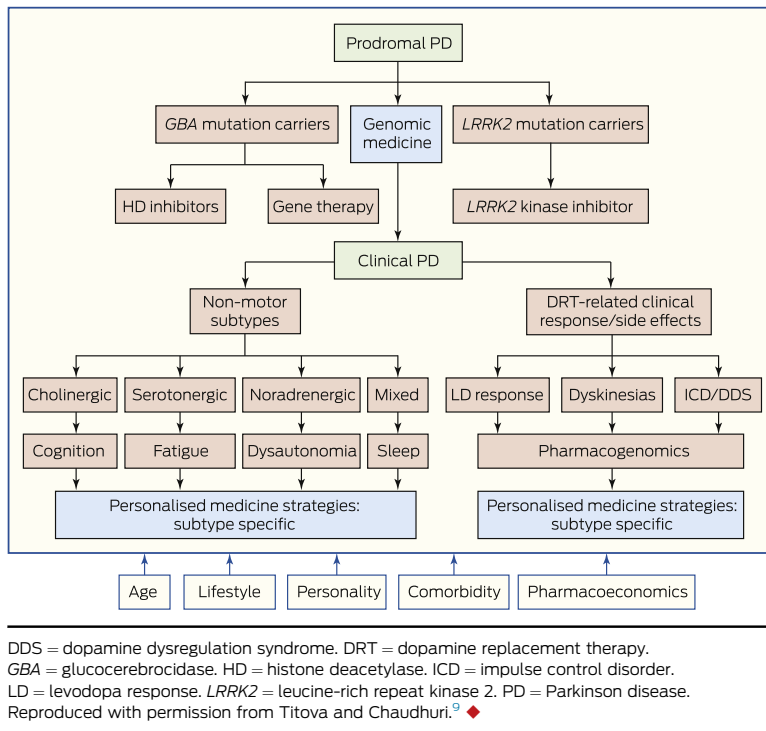 Prodromal PD
GBA mutation carriers
Genomic
medicine
LRRK2 mutation carriers
HD inhibitors
Gene therapy
LRRK2 kinase inhibitor
Clinical PD
Non-motor
subtypes
DRT-related clinical
response/side effects
Cholinergic
Serotonergic
Noradrenergic
Mixed
LD response
Dyskinesias
ICD/DDS
Cognition
Fatigue
Dysautonomia
Sleep
Pharmacogenomics
Personalised medicine strategies:
subtype specific
Personalised medicine strategies:
subtype specific
Age
Lifestyle
Personality
Comorbidity
Pharmacoeconomics
DDS = dopamine dysregulation syndrome. DRT = dopamine replacement therapy.
GBA = glucocerebrocidase. HD = histone deacetylase. ICD = impulse control disorder.
LD = levodopa response. LRRK2 = leucine-rich repeat kinase 2. PD = Parkinson disease.
Reproduced with permission from Titova and Chaudhuri.9 ◆